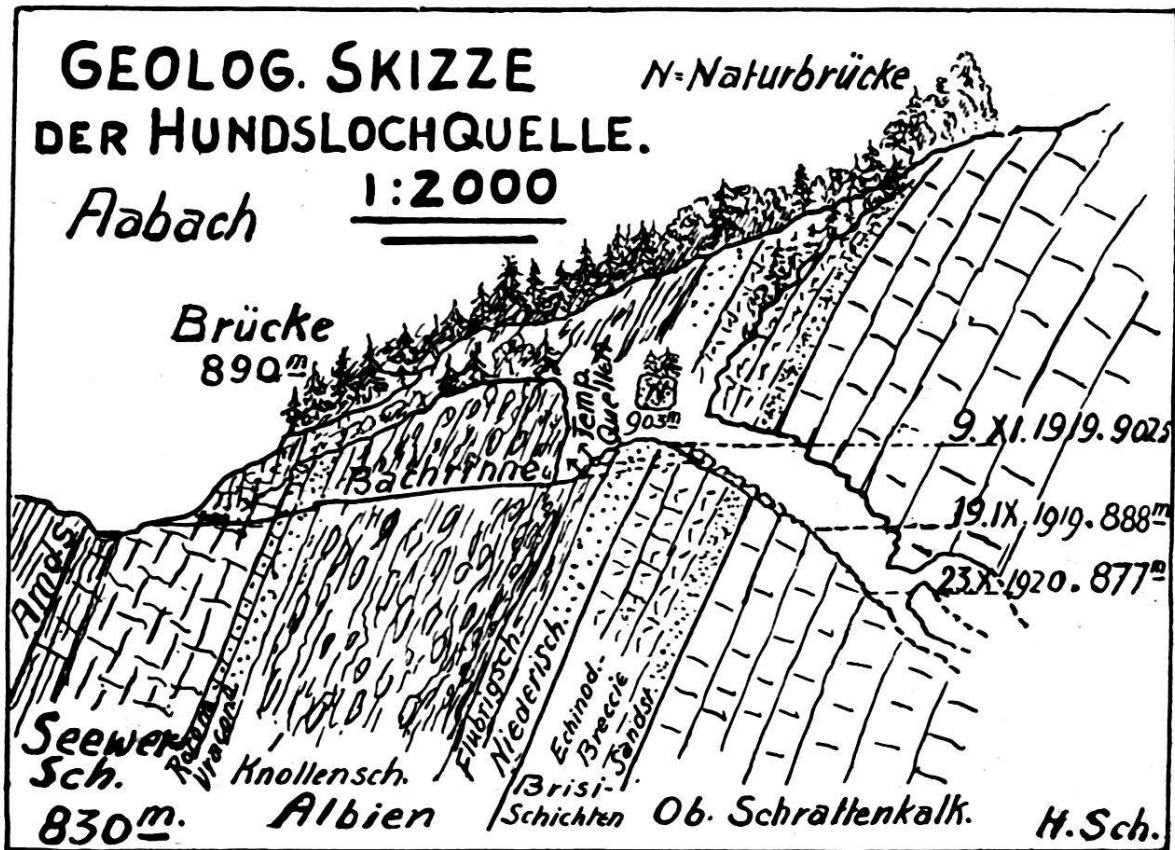 GEOLOG. SKIZZE
DER HUNDSLOCHQUELLE.
1:2000
N=Naturbrücke
Aabach
Brücke
890m
Temp.
Quellen
903m
Bachrinne
9. XI. 1919. 902,5
19. IX. 1919. 888m
23. X. 1920. 877m
Seewer
Sch.
Vracond
Knollensch.
Flubrigsch.
Niederisch.
Echinod.-
Breccie
Sandst.
Brisi-
Schichten
Albien
Ob. Schrattenkalk.
830m.
H. Sch.